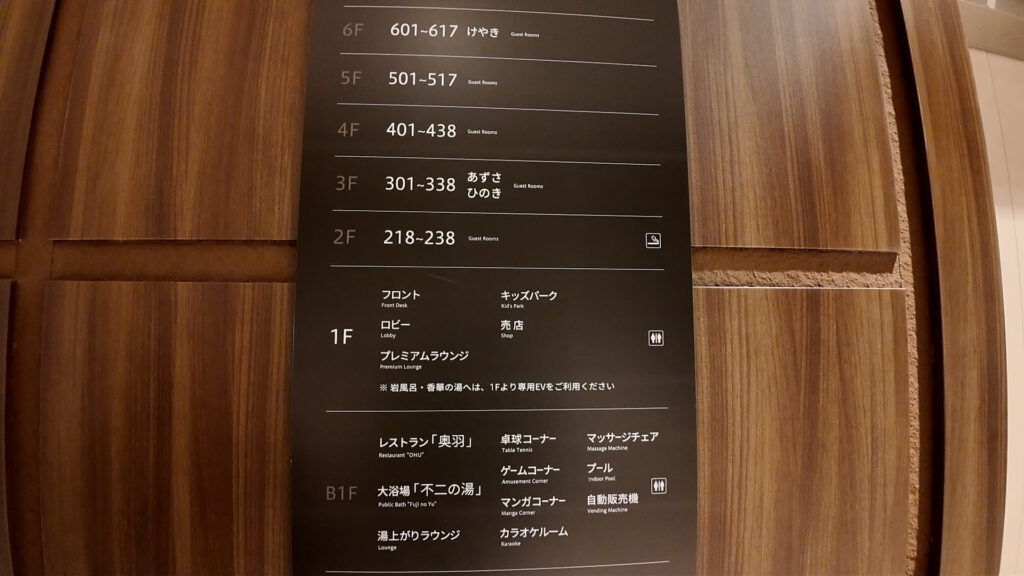 6F 601~617 けやき Guest Rooms
5F 501~517 Guest Rooms
4F 401~438 Guest Rooms
3F 301~338 あずさ ひのき Guest Rooms
2F 218~238 Guest Rooms
1F
フロント
Front Desk
キッズパーク
Kid's Park
ロビー
Lobby
売店
Shop
プレミアムラウンジ
Premium Lounge
※ 岩風呂・香華の湯へは、1Fより専用EVをご利用ください
B1F
レストラン「奥羽」
Restaurant "OHU"
大浴場「不二の湯」
Public Bath "Fuji no Yu"
湯上がりラウンジ
Lounge
卓球コーナー
Table Tennis
ゲームコーナー
Amusement Corner
マンガコーナー
Manga Corner
カラオケルーム
Karaoke
マッサージチェア
Massage Machine
プール
Indoor Pool
自動販売機
Vending Machine